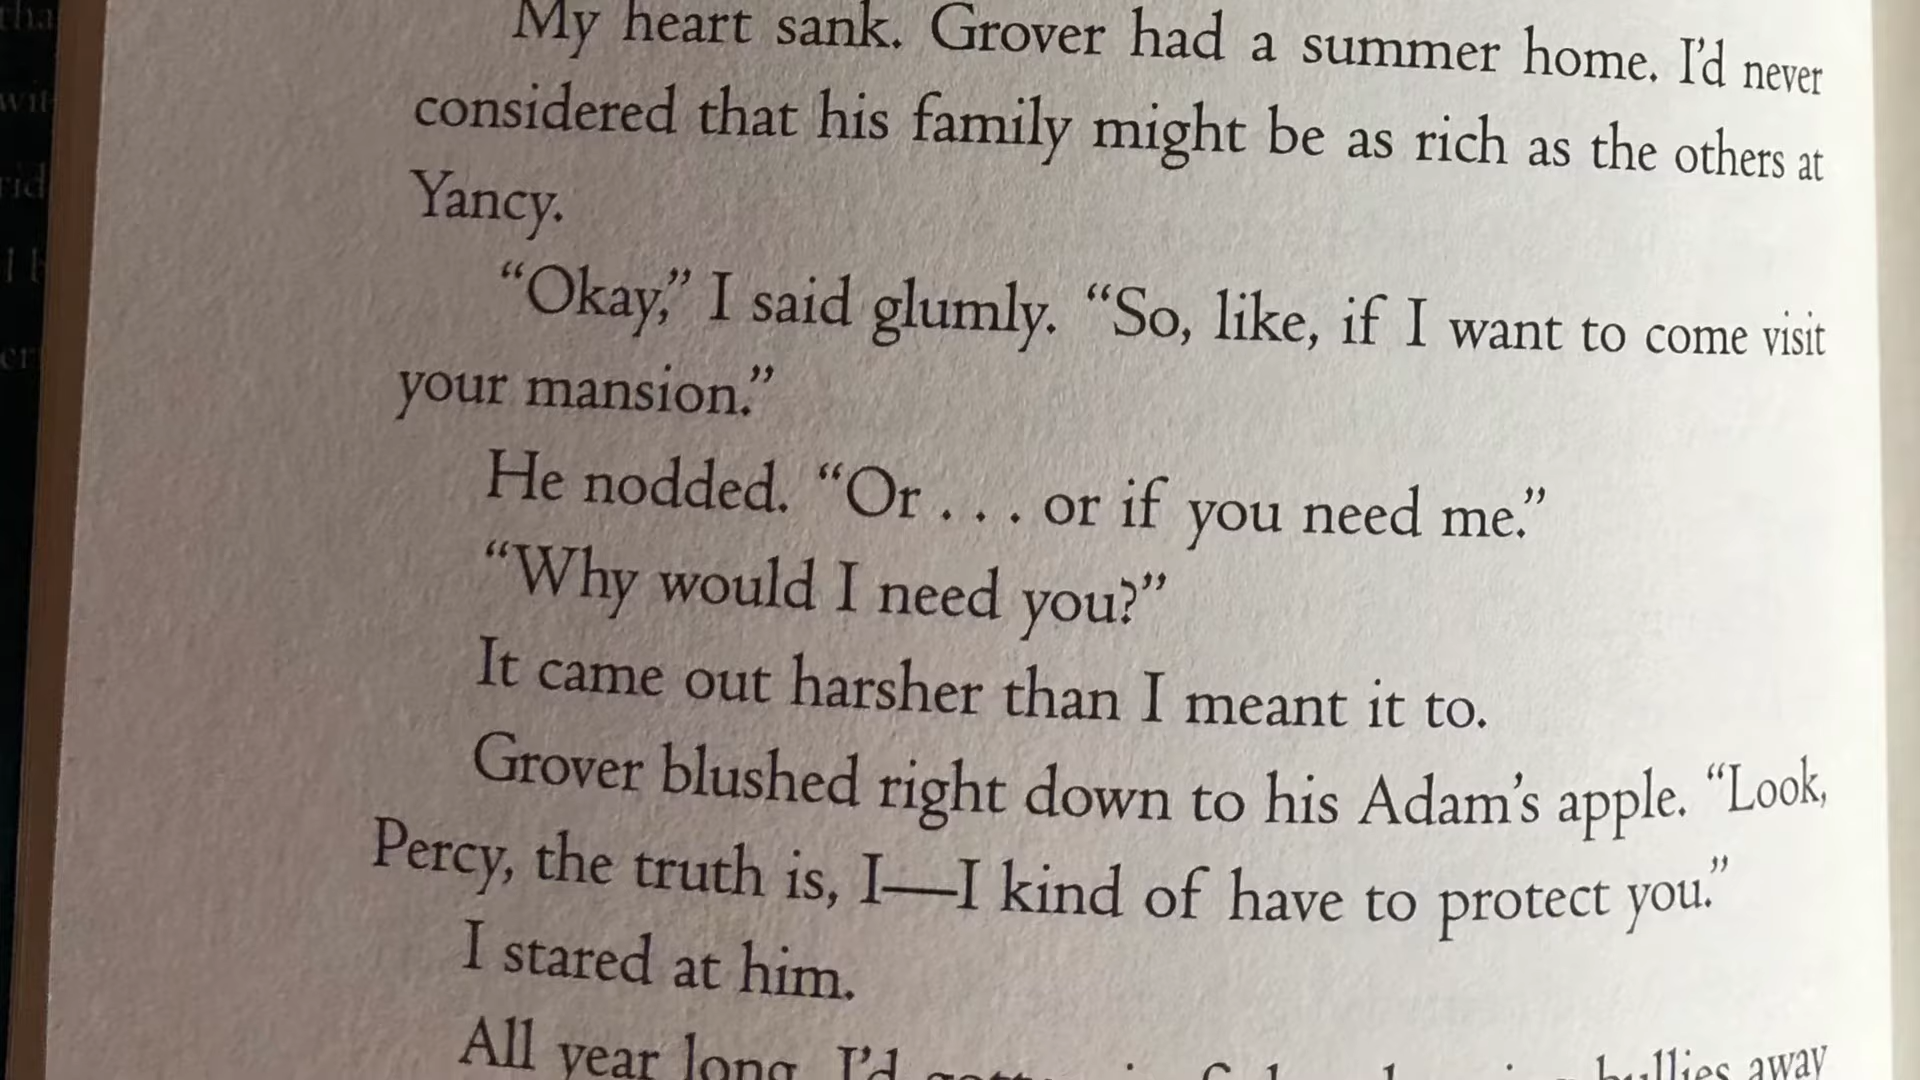 My heart sank. Grover had a summer home. I’d never
considered that his family might be as rich as the others at
Yancy.
“Okay,” I said glumly. “So, like, if I want to come visit
your mansion.”
He nodded. “Or . . . or if you need me.”
“Why would I need you?”
It came out harsher than I meant it to.
Grover blushed right down to his Adam’s apple. “Look,
Percy, the truth is, I—I kind of have to protect you.”
I stared at him.
All year long, I’d bullies away